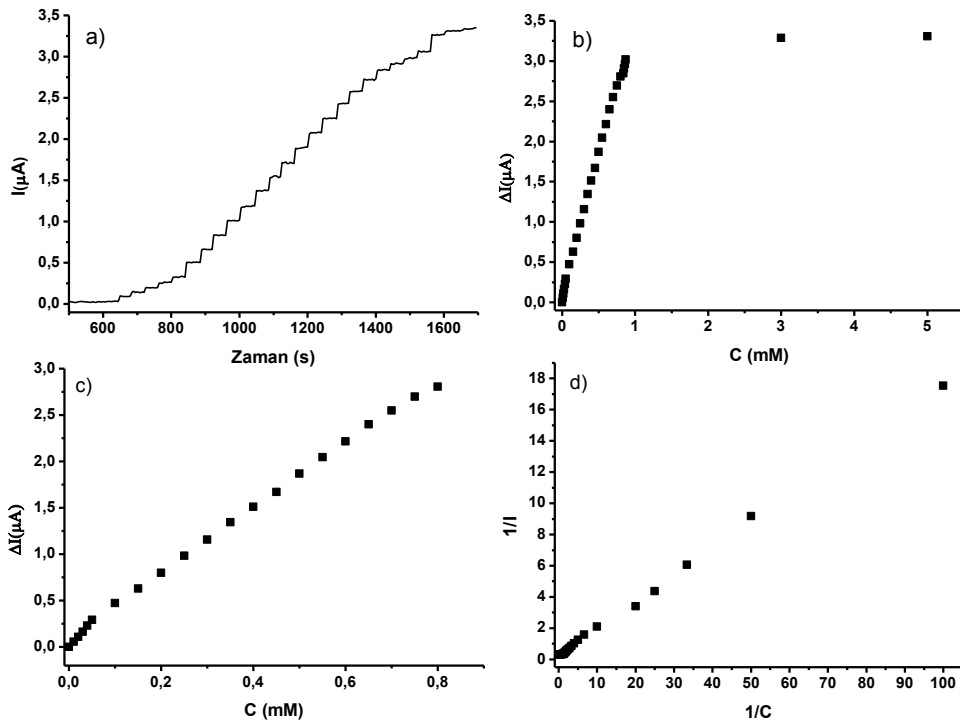 a)
3,5
3,0
2,5
2,0
1,5
1,0
0,5
0,0
I(μA)
600 800 1000 1200 1400 1600
Zaman (s)
b)
3,5
3,0
2,5
2,0
1,5
1,0
0,5
0,0
ΔI(μA)
0 1 2 3 4 5
C (mM)
c)
3,0
2,5
2,0
1,5
1,0
0,5
0,0
ΔI(μA)
0,0 0,2 0,4 0,6 0,8
C (mM)
d)
18
16
14
12
10
8
6
4
2
0
1/I
0 10 20 30 40 50 60 70 80 90 100
1/C